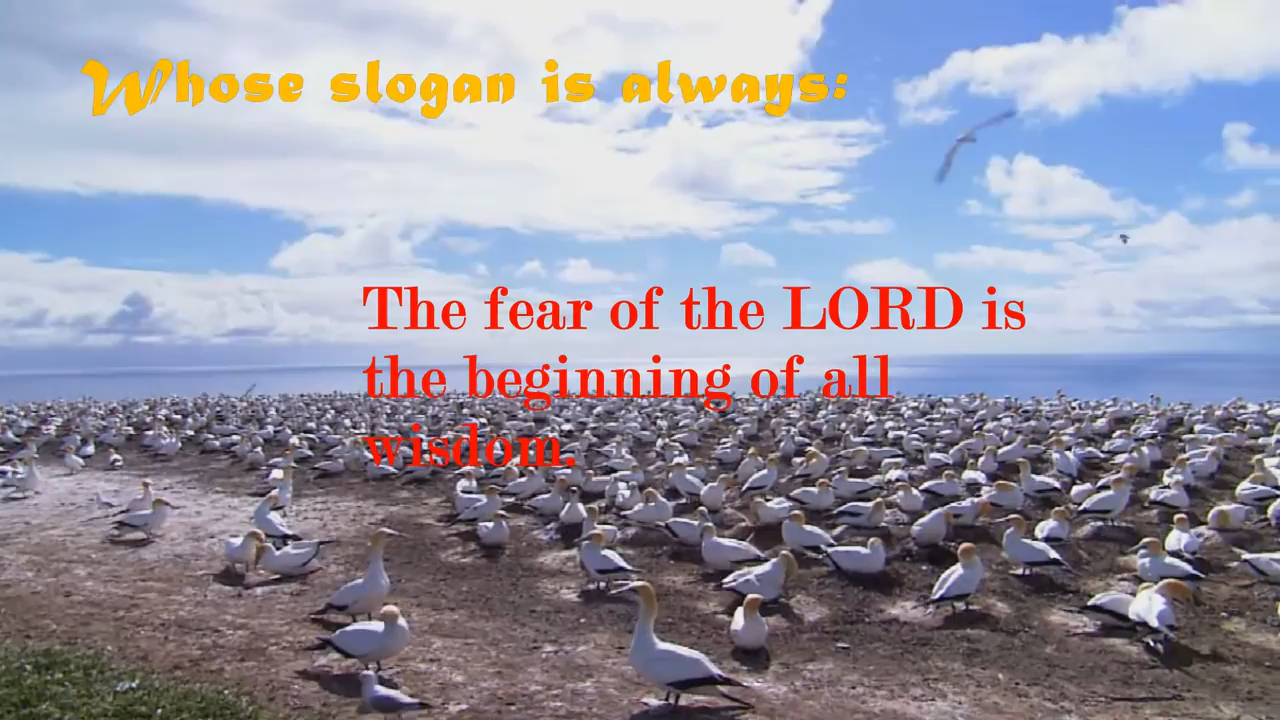 Whose slogan is always:
The fear of the LORD is
the beginning of all
wisdom.